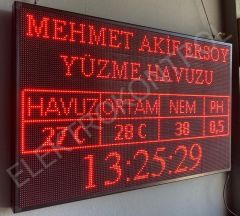 MEHMET AKİF ERSOY
YÜZME HAVUZU
HAVUZ ORTAM NEM PH
27 C 28 C 38 8,5
13:25:29